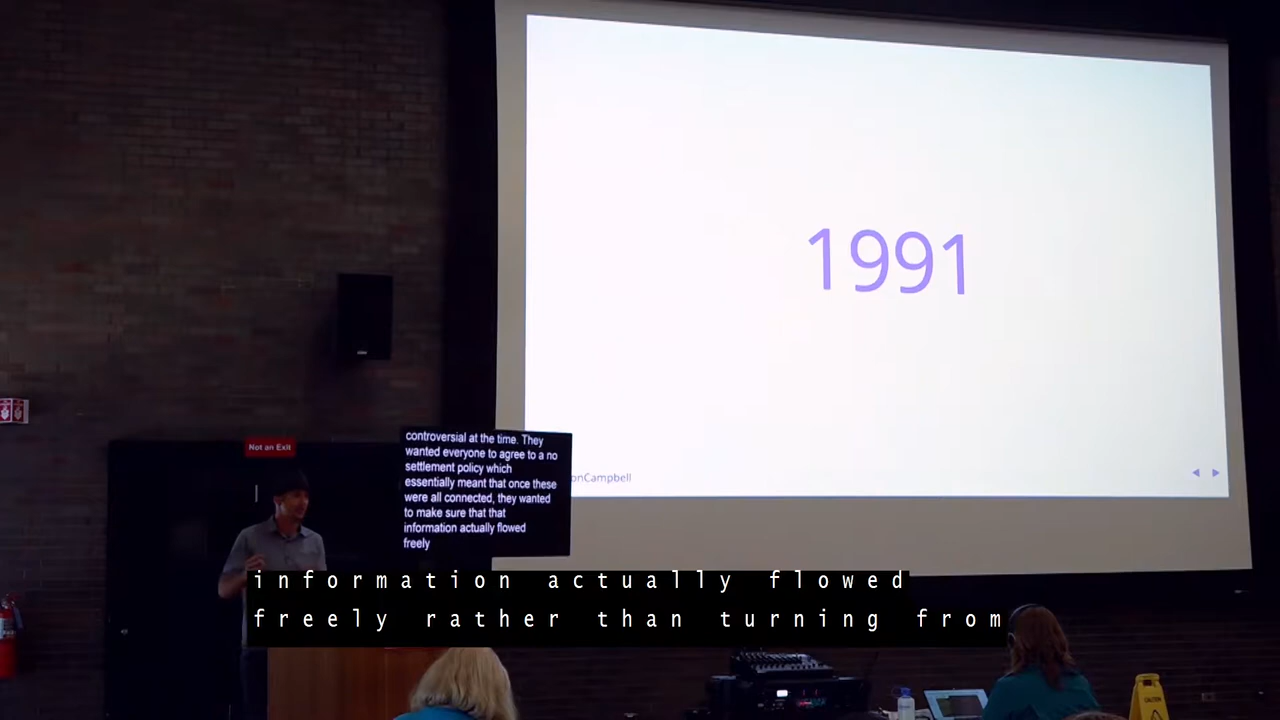 1991
onCampbell
Not an Exit
controversial at the time. They
wanted everyone to agree to a no
settlement policy which
essentially meant that once these
were all connected, they wanted
to make sure that that
information actually flowed
freely
information actually flowed
freely rather than turning from
CAUTION